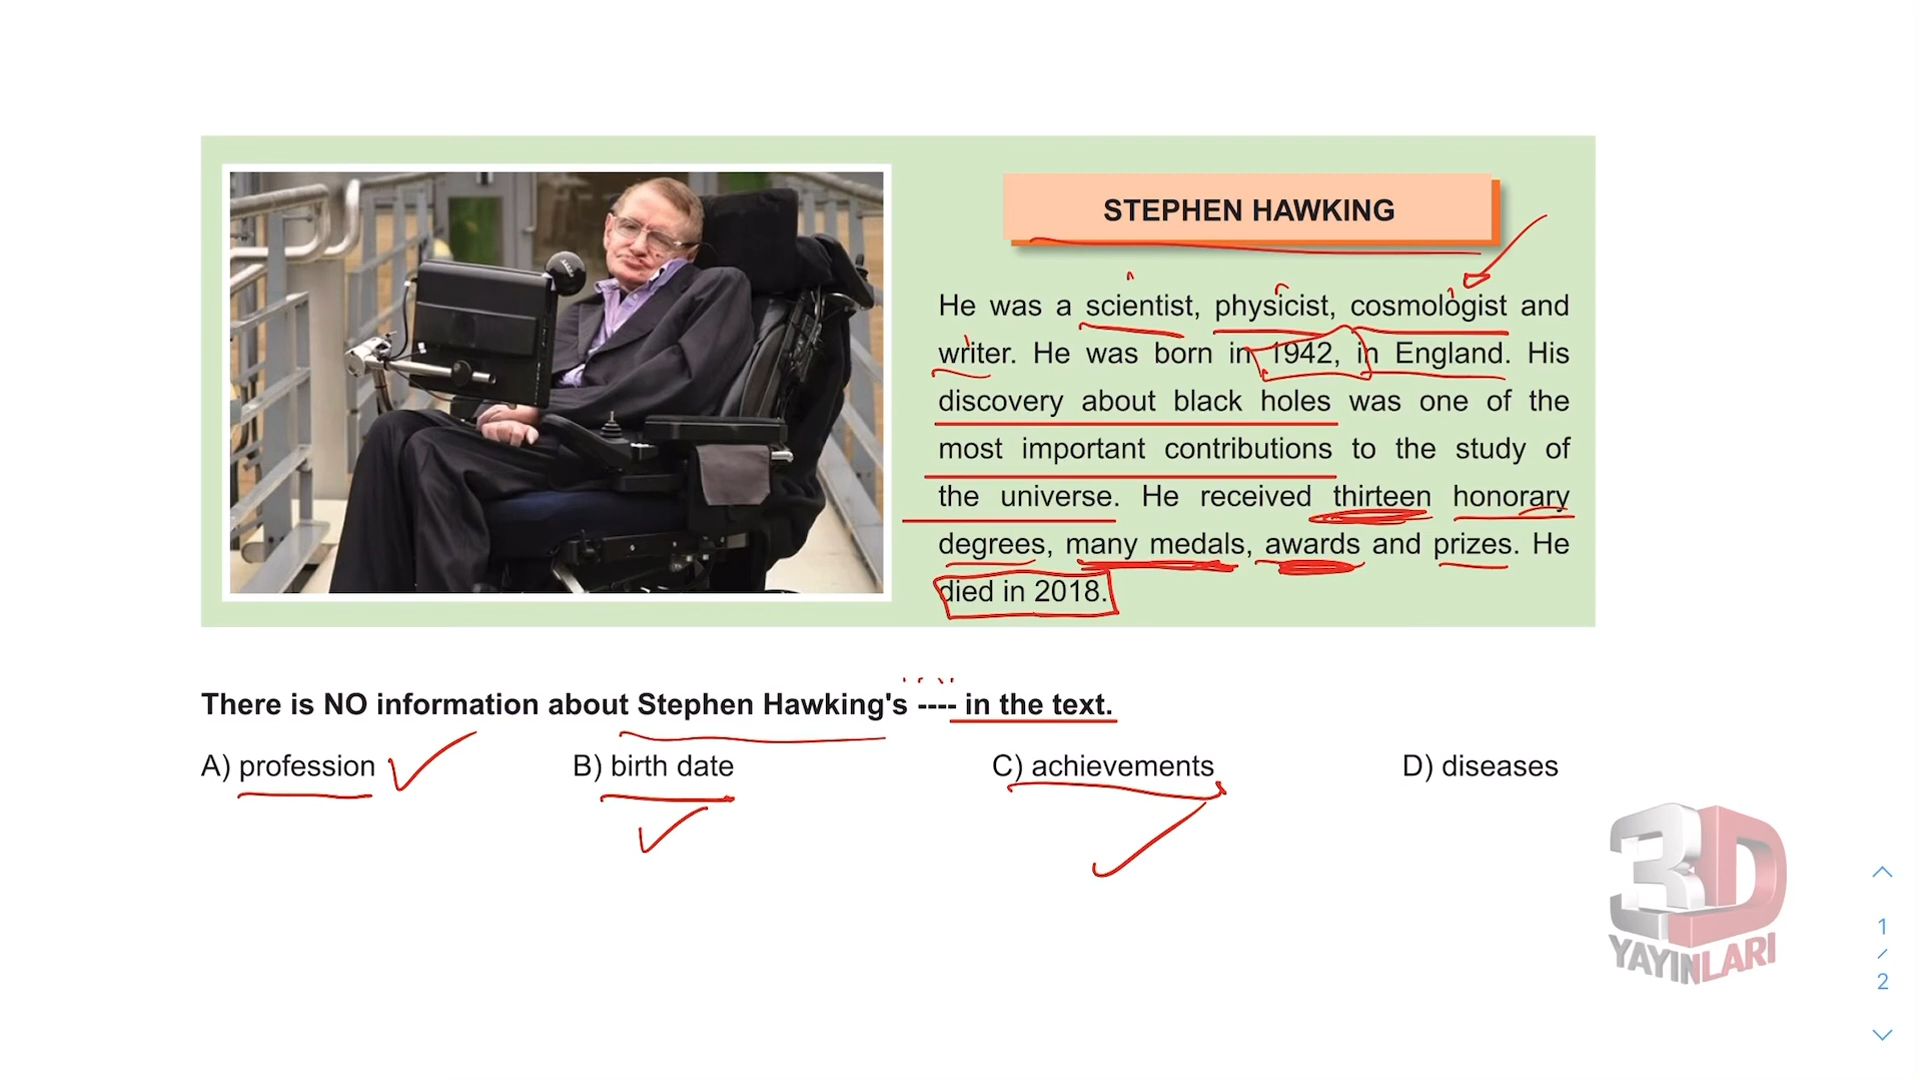 STEPHEN HAWKING
He was a scientist, physicist, cosmologist and
writer. He was born in 1942, in England. His
discovery about black holes was one of the
most important contributions to the study of
the universe. He received thirteen honorary
degrees, many medals, awards and prizes. He
died in 2018.
There is NO information about Stephen Hawking's ---- in the text.
A) profession B) birth date C) achievements D) diseases
3D
YAYINLARI
1
/
2